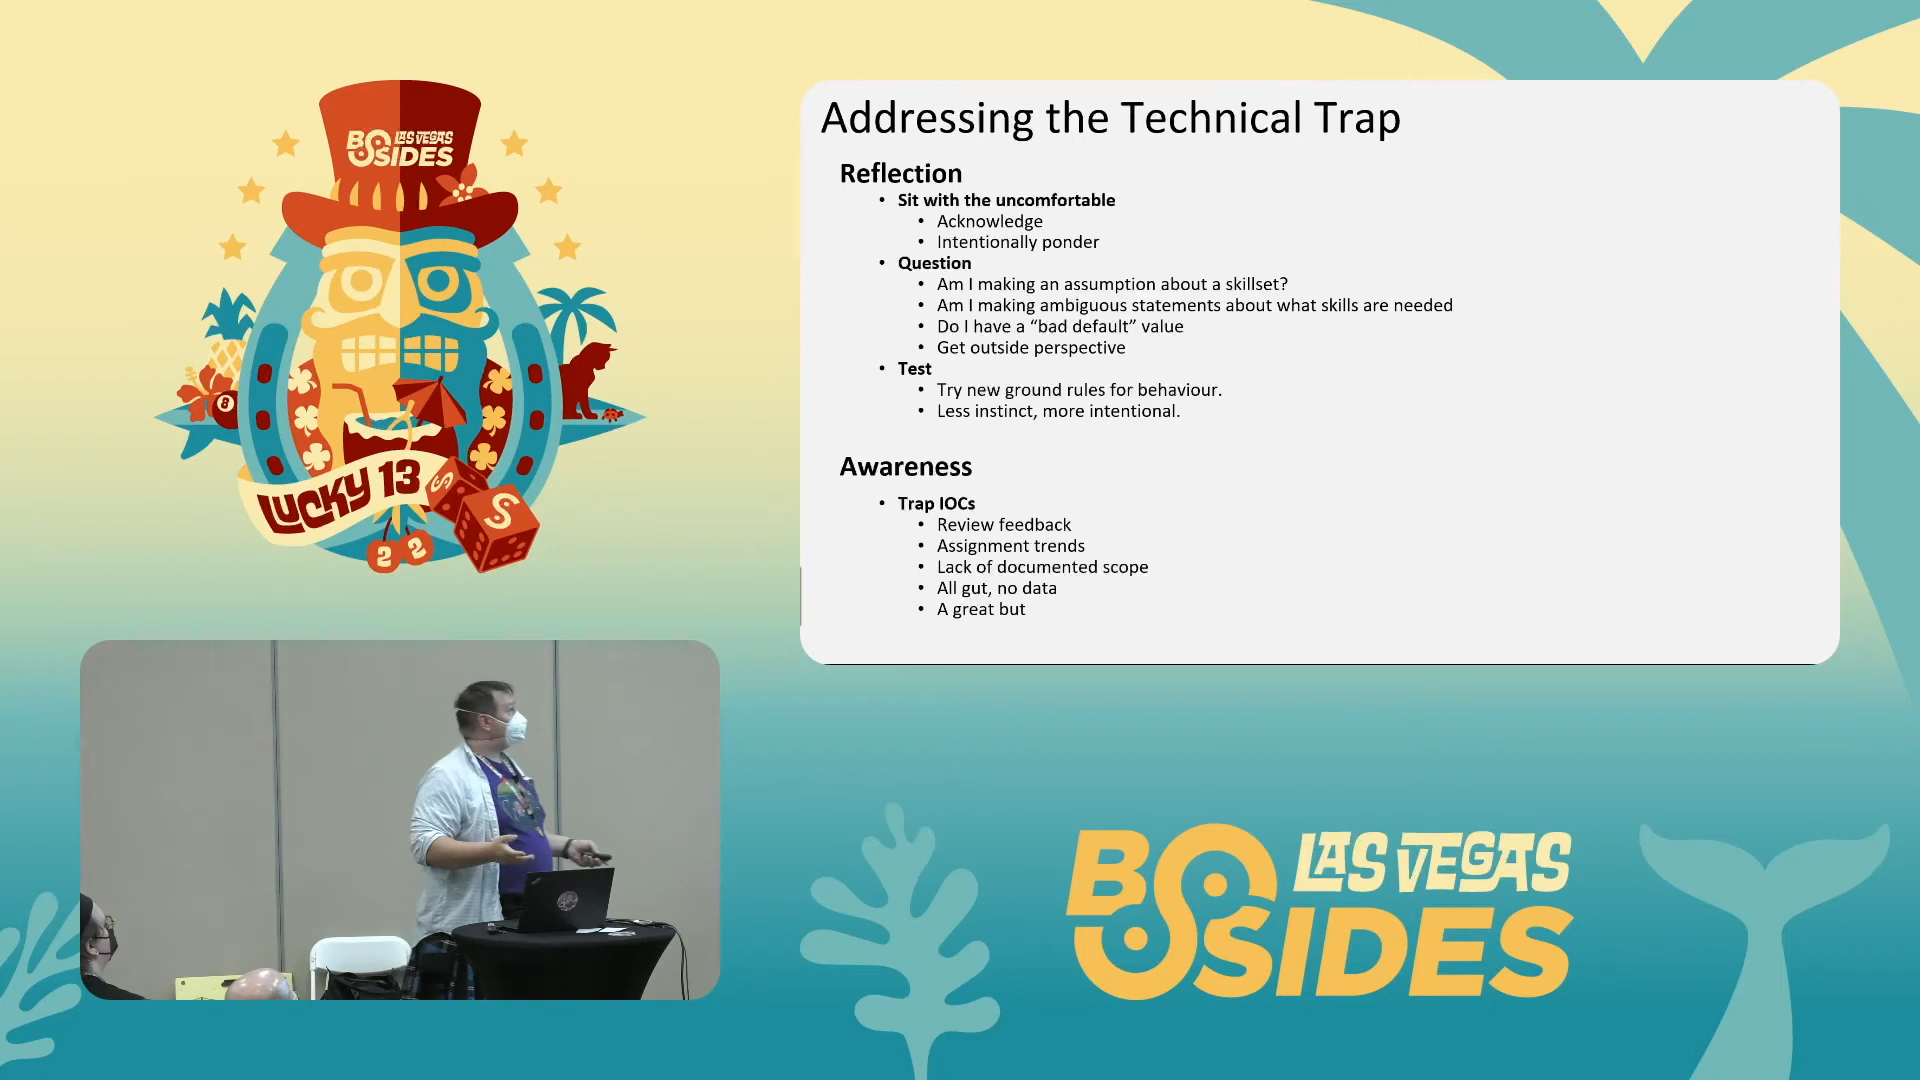 BSIDES LAS VEGAS
8
LUCKY 13
S
S
2 2
Addressing the Technical Trap
Reflection
• Sit with the uncomfortable
• Acknowledge
• Intentionally ponder
• Question
• Am I making an assumption about a skillset?
• Am I making ambiguous statements about what skills are needed
• Do I have a “bad default” value
• Get outside perspective
• Test
• Try new ground rules for behaviour.
• Less instinct, more intentional.
Awareness
• Trap IOCs
• Review feedback
• Assignment trends
• Lack of documented scope
• All gut, no data
• A great but
BSIDES LAS VEGAS